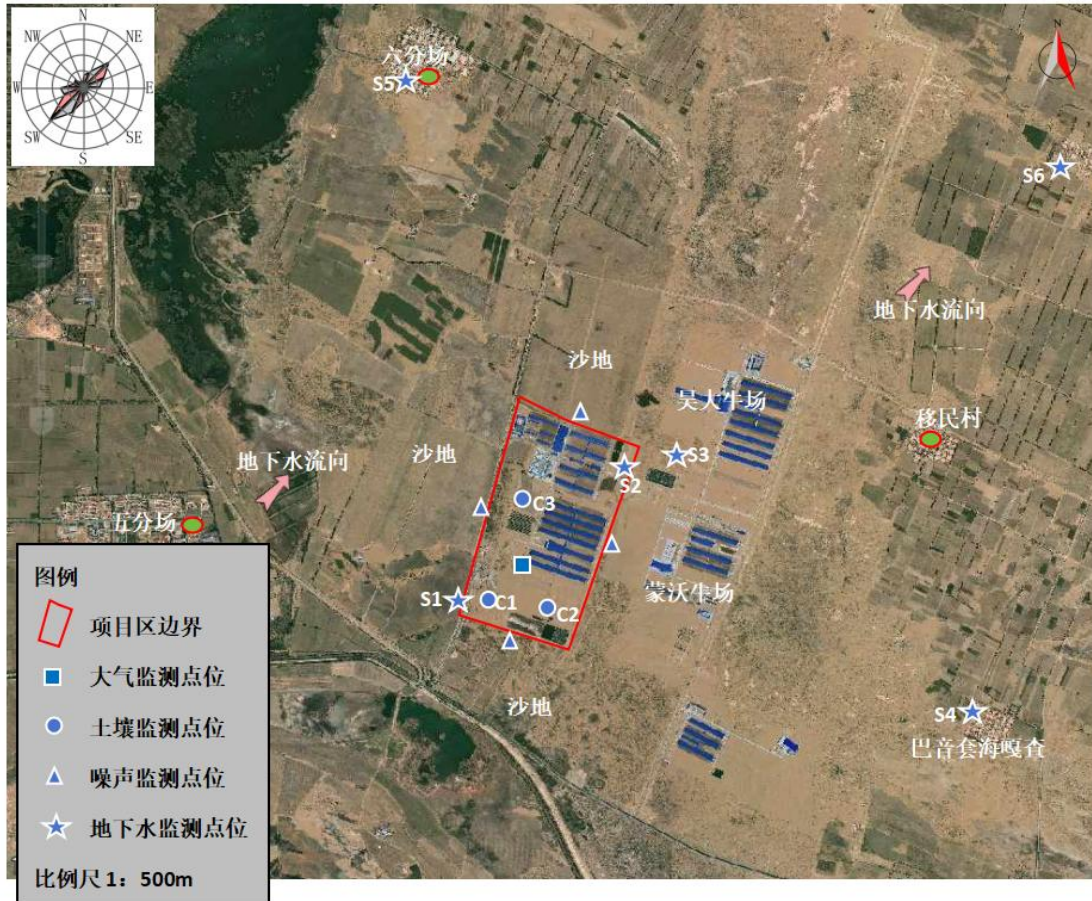 N
NW
NE
W
E
SW
SE
S
N
六分场
S5
S6
地下水流向
沙地
吴大牛场
移民村
沙地
地下水流向
S3
S2
C3
五分场
蒙沃牛场
S1
C1
C2
沙地
S4
巴音套海嘎查
图例
项目区边界
大气监测点位
土壤监测点位
噪声监测点位
地下水监测点位
比例尺 1：500m